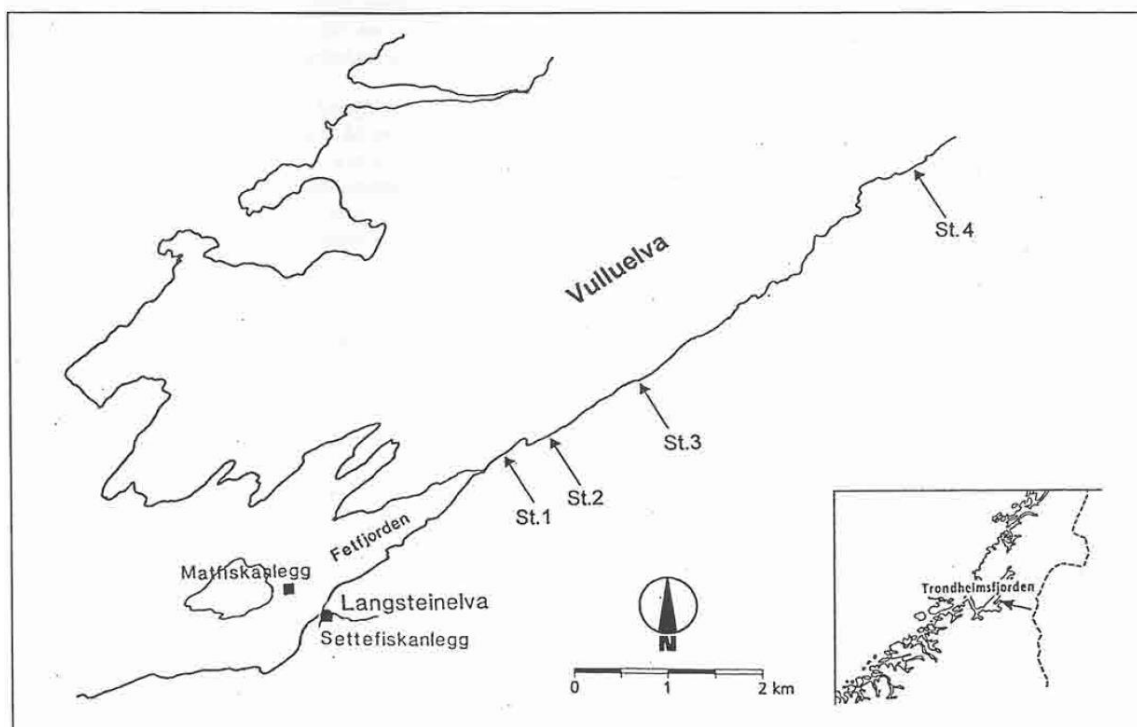 Vulluelva
St.4
St.3
St.2
St.1
Fetfjorden
Matfiskanlegg
Langsteinelva
Settefiskanlegg
N
0 1 2 km
Trondheimsfjorden